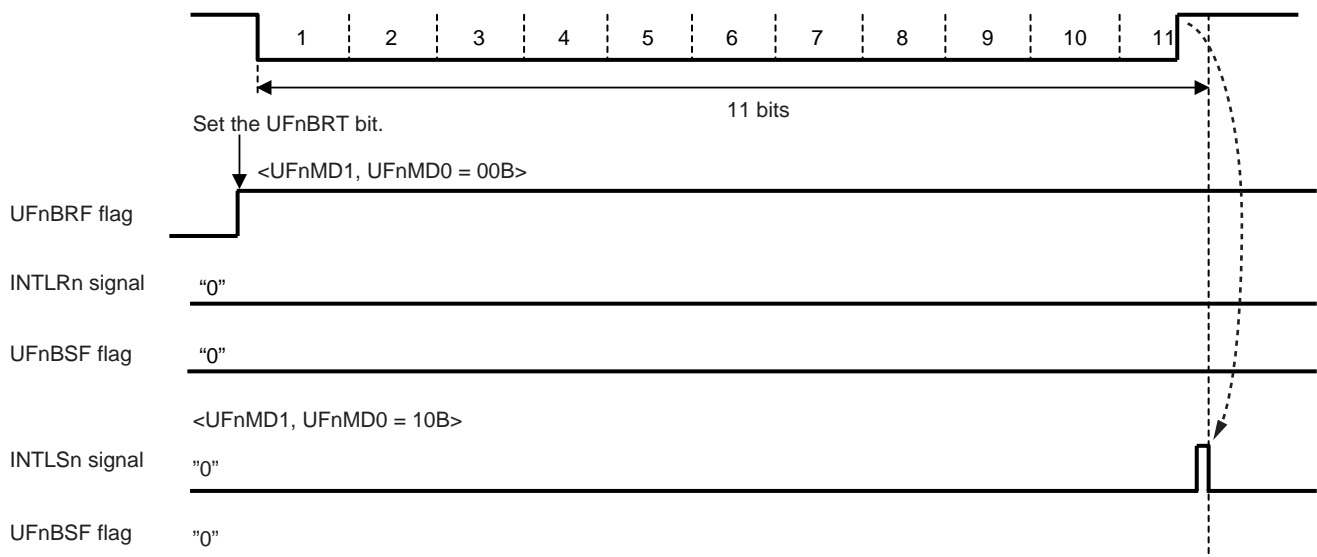 1 2 3 4 5 6 7 8 9 10 11
11 bits
Set the UFnBRT bit.
<UFnMD1, UFnMD0 = 00B>
UFnBRF flag
INTLRn signal “0”
UFnBSF flag “0”
<UFnMD1, UFnMD0 = 10B>
INTLSn signal ”0”
UFnBSF flag ”0”